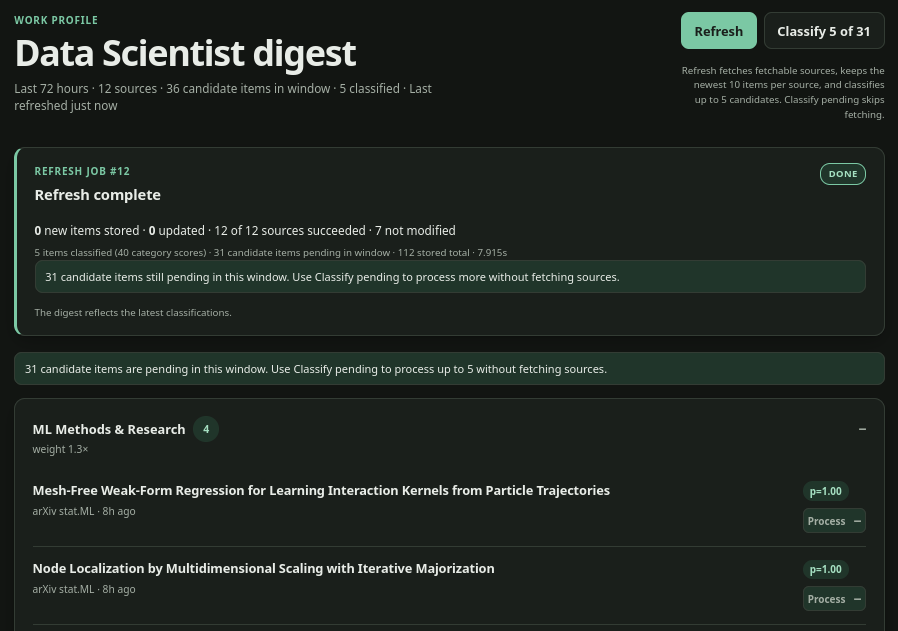 WORK PROFILE
Data Scientist digest
Last 72 hours · 12 sources · 36 candidate items in window · 5 classified · Last
refreshed just now
Refresh
Classify 5 of 31
Refresh fetches fetchable sources, keeps the
newest 10 items per source, and classifies
up to 5 candidates. Classify pending skips
fetching.
REFRESH JOB #12
DONE
Refresh complete
0 new items stored · 0 updated · 12 of 12 sources succeeded · 7 not modified
5 items classified (40 category scores) · 31 candidate items pending in window · 112 stored total · 7.915s
31 candidate items still pending in this window. Use Classify pending to process more without fetching sources.
The digest reflects the latest classifications.
31 candidate items are pending in this window. Use Classify pending to process up to 5 without fetching sources.
ML Methods & Research 4 −
weight 1.3×
Mesh-Free Weak-Form Regression for Learning Interaction Kernels from Particle Trajectories
p=1.00
arXiv stat.ML · 8h ago
Process −
Node Localization by Multidimensional Scaling with Iterative Majorization
p=1.00
arXiv stat.ML · 8h ago
Process −